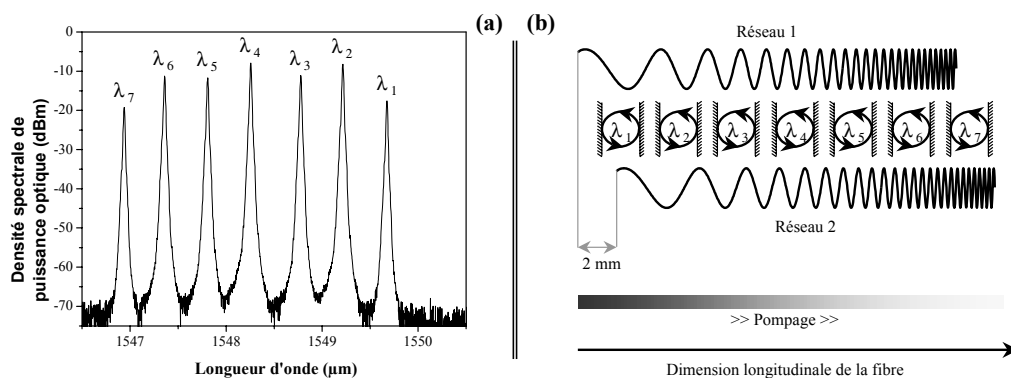 (a)
Densité spectrale de
puissance optique (dBm)
0
-10
-20
-30
-40
-50
-60
-70
λ7
λ6
λ5
λ4
λ3
λ2
λ1
1547
1548
1549
1550
Longueur d'onde (µm)
(b)
Réseau 1
λ1 λ2 λ3 λ4 λ5 λ6 λ7
Réseau 2
2 mm
>> Pompage >>
Dimension longitudinale de la fibre